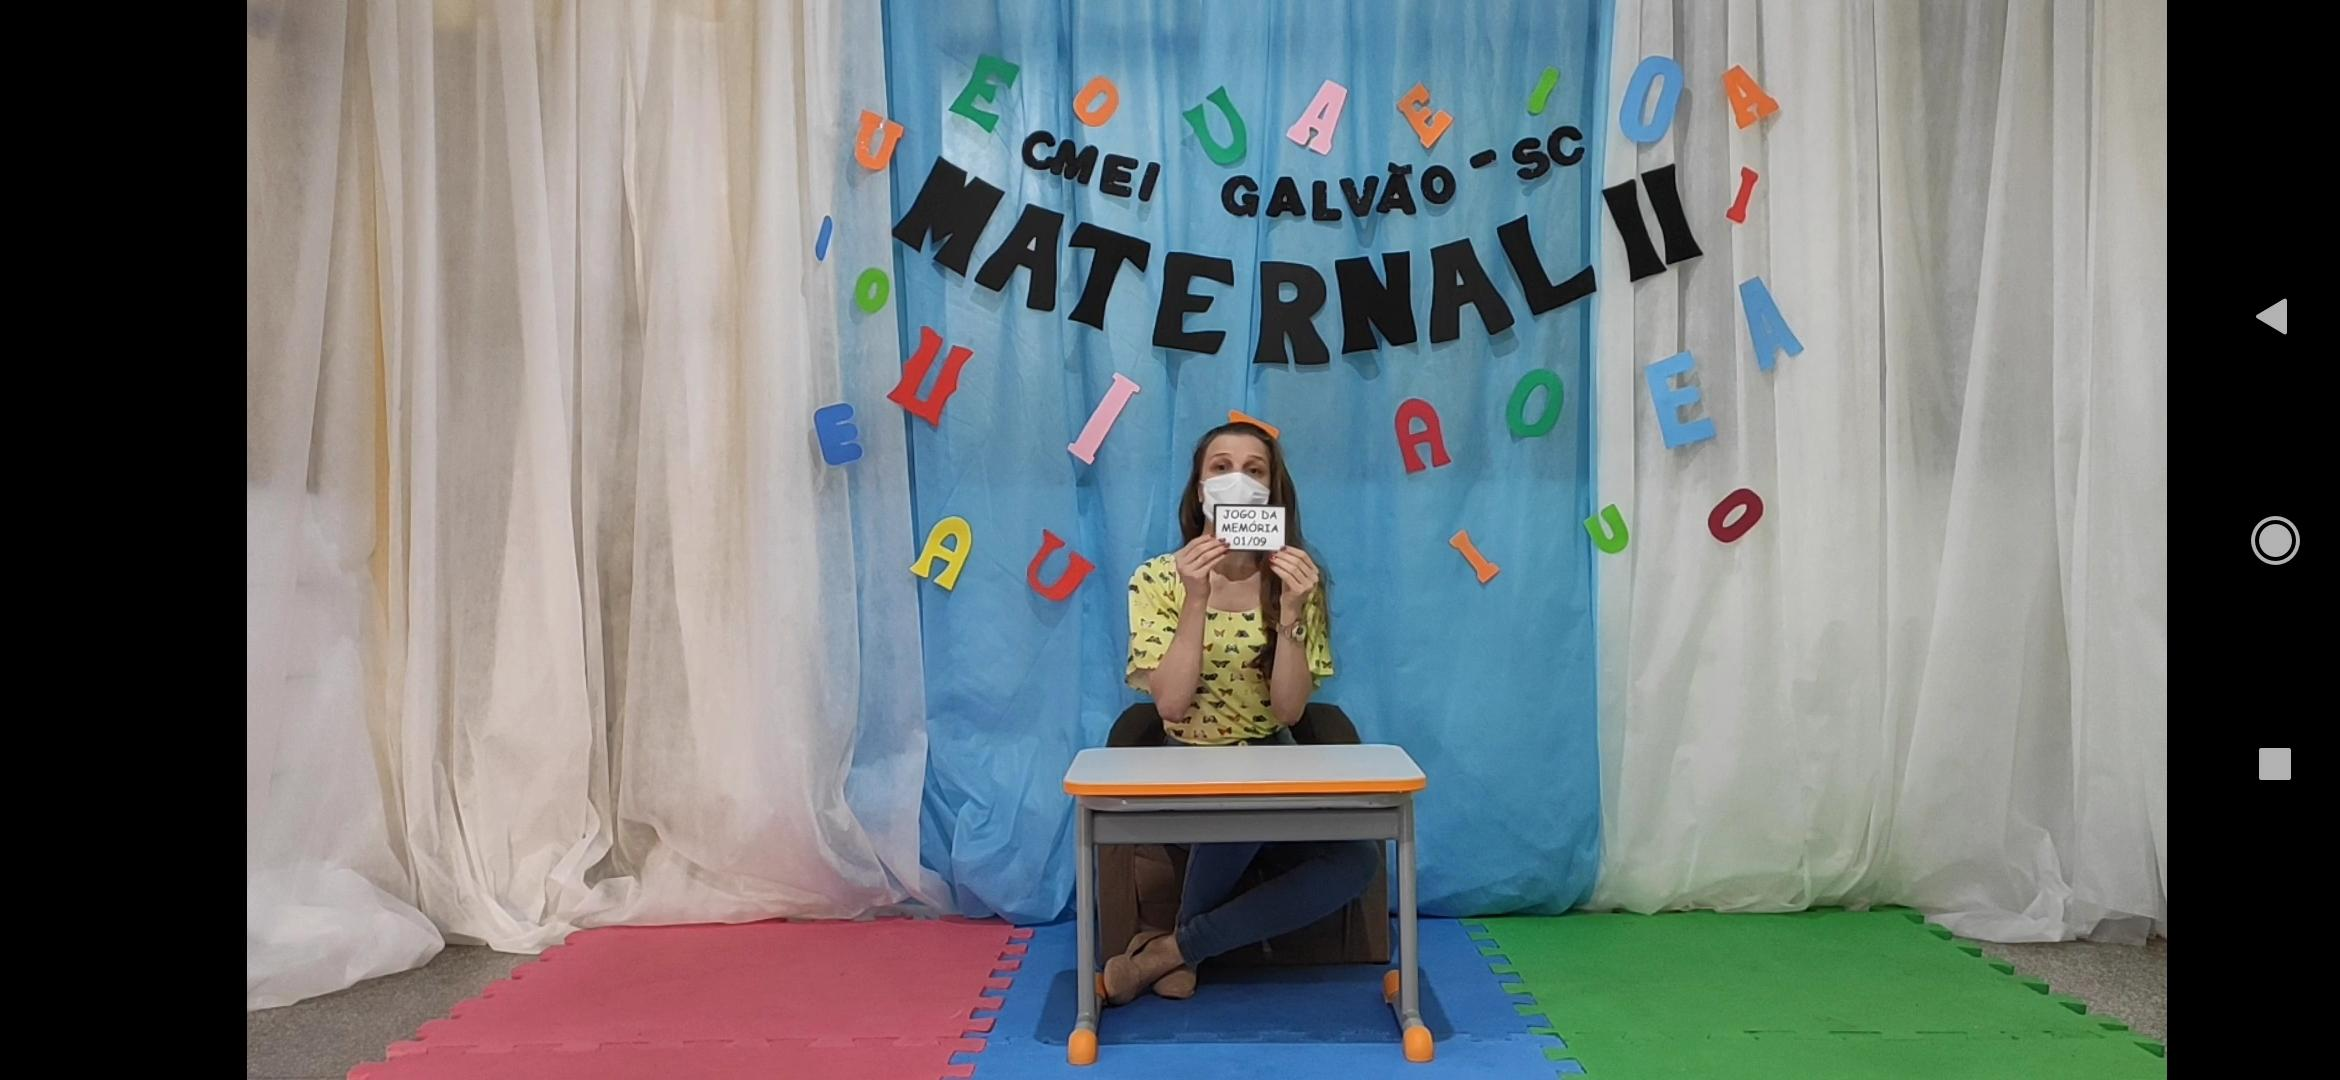 U E O U A E I O A
CMEI GALVÃO - SC
MATERNAL II
I
I
O
A
U
E
I
A
O
E
JOGO DA
MEMÓRIA
01/09
A
U
I
U
O